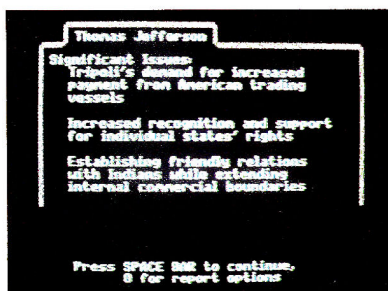 Thomas Jefferson
Significant Issues:
Tripoli's demand for increased
payment from American trading
vessels
Increased recognition and support
for individual states' rights
Establishing friendly relations
with Indians while extending
internal commercial boundaries
Press SPACE BAR to continue,
0 for report options